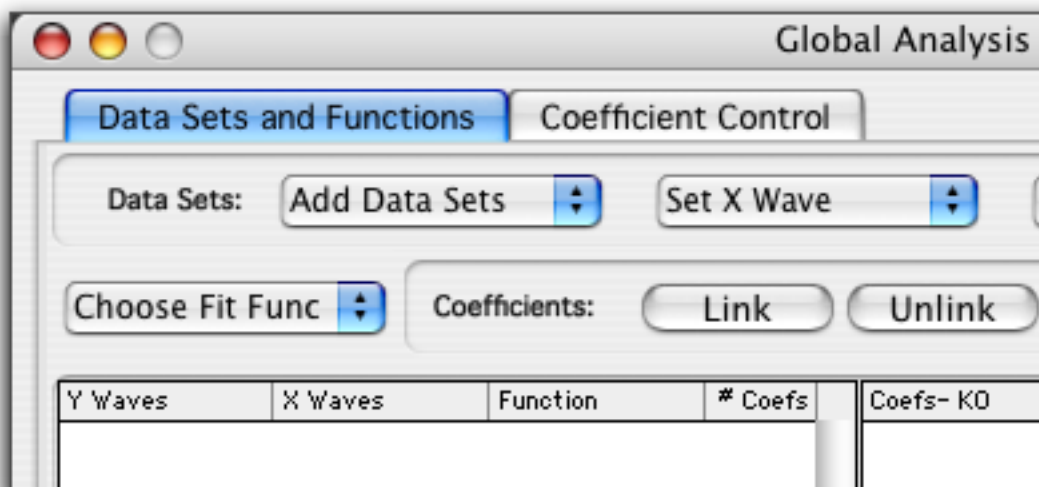 Global Analysis
Data Sets and Functions Coefficient Control
Data Sets: Add Data Sets Set X Wave
Choose Fit Func Coefficients: Link Unlink
Y Waves X Waves Function # Coefs Coefs- K0